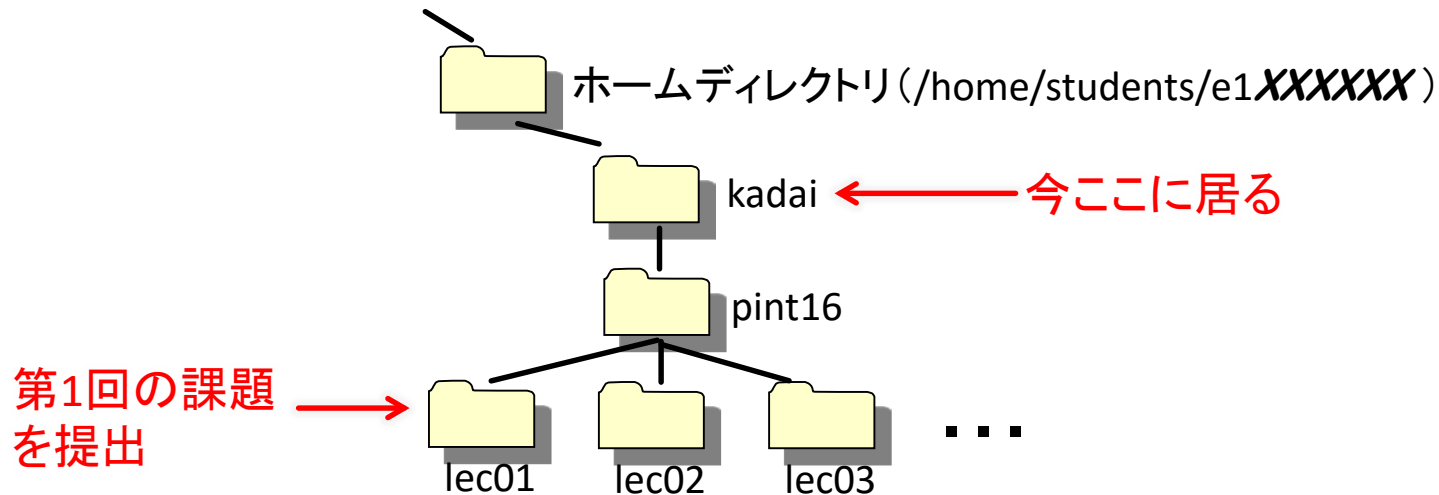 ホームディレクトリ(/home/students/e1XXXXXX)
kadai
今ここに居る
pint16
第1回の課題
を提出
lec01
lec02
lec03
...